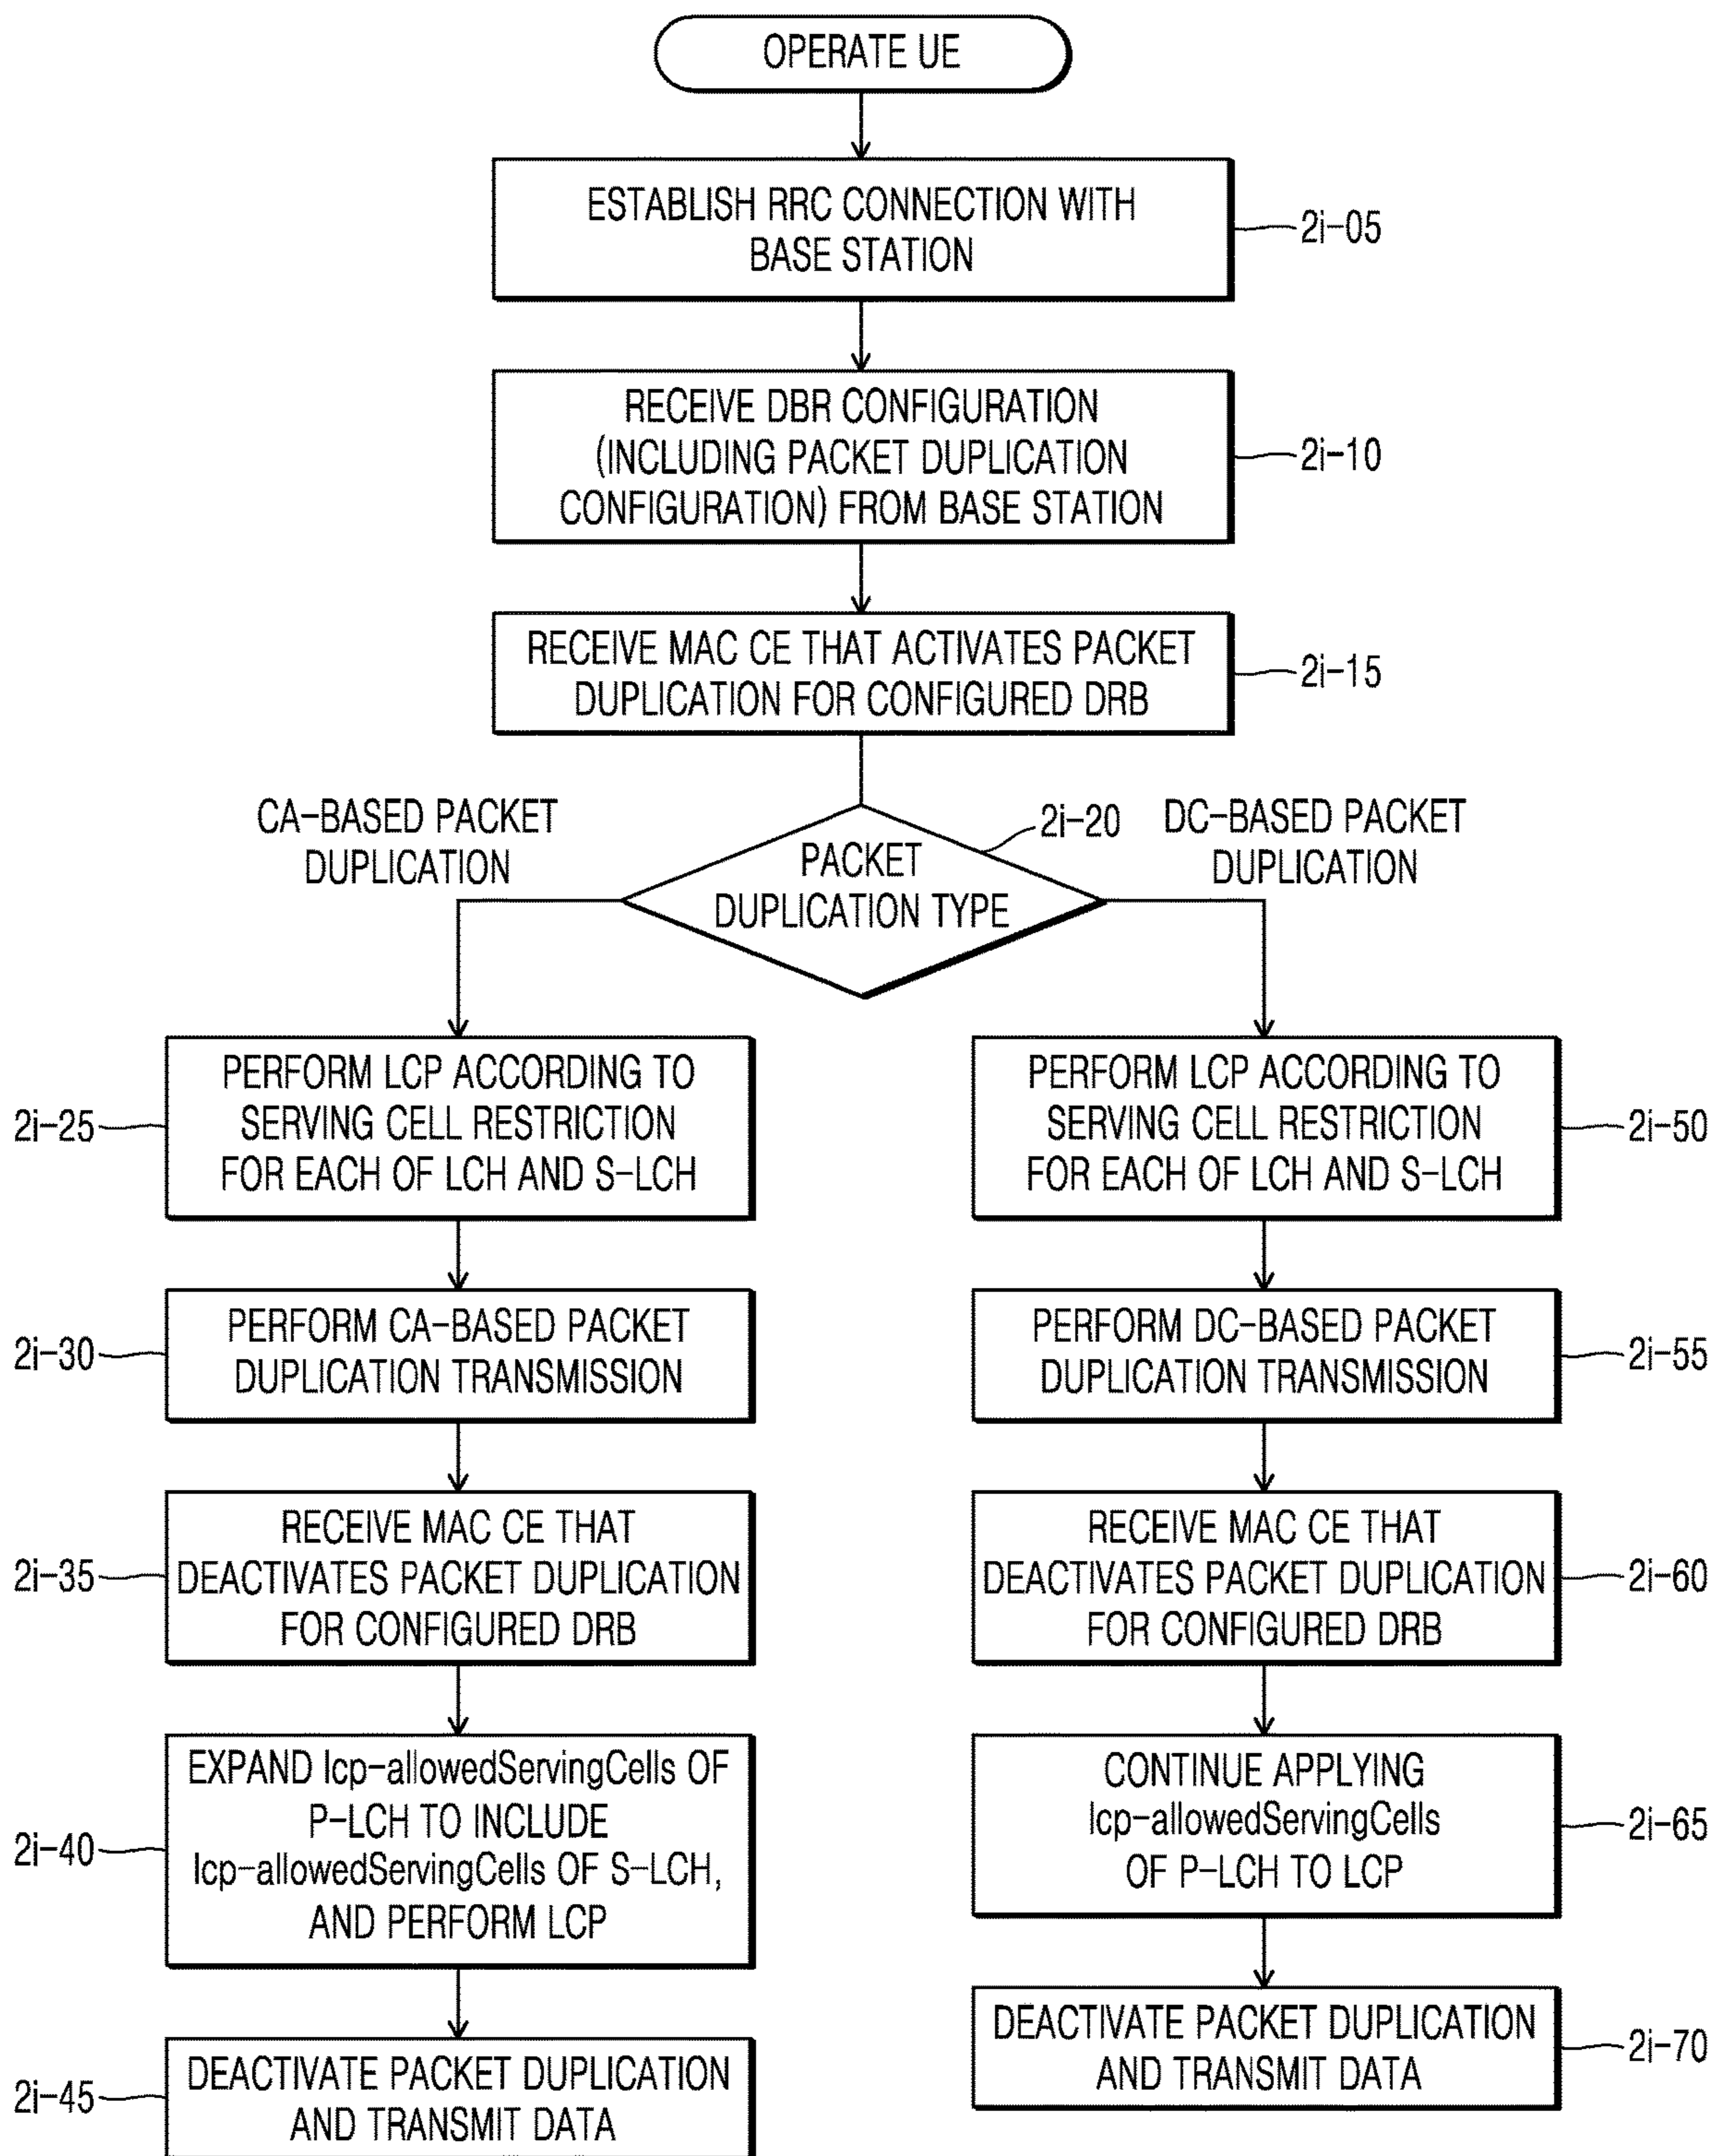 OPERATE UE
ESTABLISH RRC CONNECTION WITH
BASE STATION
2i-05
RECEIVE DBR CONFIGURATION
(INCLUDING PACKET DUPLICATION
CONFIGURATION) FROM BASE STATION
2i-10
RECEIVE MAC CE THAT ACTIVATES PACKET
DUPLICATION FOR CONFIGURED DRB
2i-15
CA-BASED PACKET
DUPLICATION
2i-20
PACKET
DUPLICATION TYPE
DC-BASED PACKET
DUPLICATION
2i-25
PERFORM LCP ACCORDING TO
SERVING CELL RESTRICTION
FOR EACH OF LCH AND S-LCH
2i-30
PERFORM CA-BASED PACKET
DUPLICATION TRANSMISSION
2i-35
RECEIVE MAC CE THAT
DEACTIVATES PACKET DUPLICATION
FOR CONFIGURED DRB
2i-40
EXPAND lcp-allowedServingCells OF
P-LCH TO INCLUDE
lcp-allowedServingCells OF S-LCH,
AND PERFORM LCP
2i-45
DEACTIVATE PACKET DUPLICATION
AND TRANSMIT DATA
PERFORM LCP ACCORDING TO
SERVING CELL RESTRICTION
FOR EACH OF LCH AND S-LCH
2i-50
PERFORM DC-BASED PACKET
DUPLICATION TRANSMISSION
2i-55
RECEIVE MAC CE THAT
DEACTIVATES PACKET DUPLICATION
FOR CONFIGURED DRB
2i-60
CONTINUE APPLYING
lcp-allowedServingCells
OF P-LCH TO LCP
2i-65
DEACTIVATE PACKET DUPLICATION
AND TRANSMIT DATA
2i-70